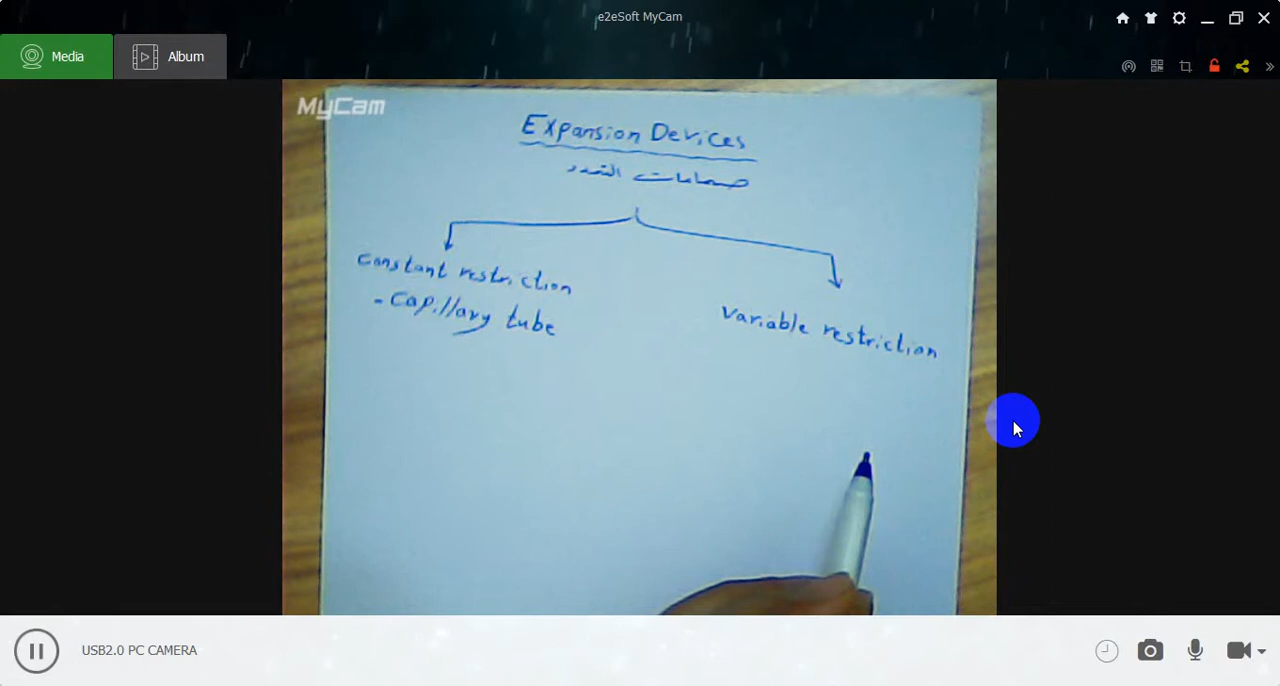 e2eSoft MyCam
Media
Album
MyCam
Expansion Devices
صمامات التمدد
constant restriction
- Capillary tube
variable restriction
USB2.0 PC CAMERA